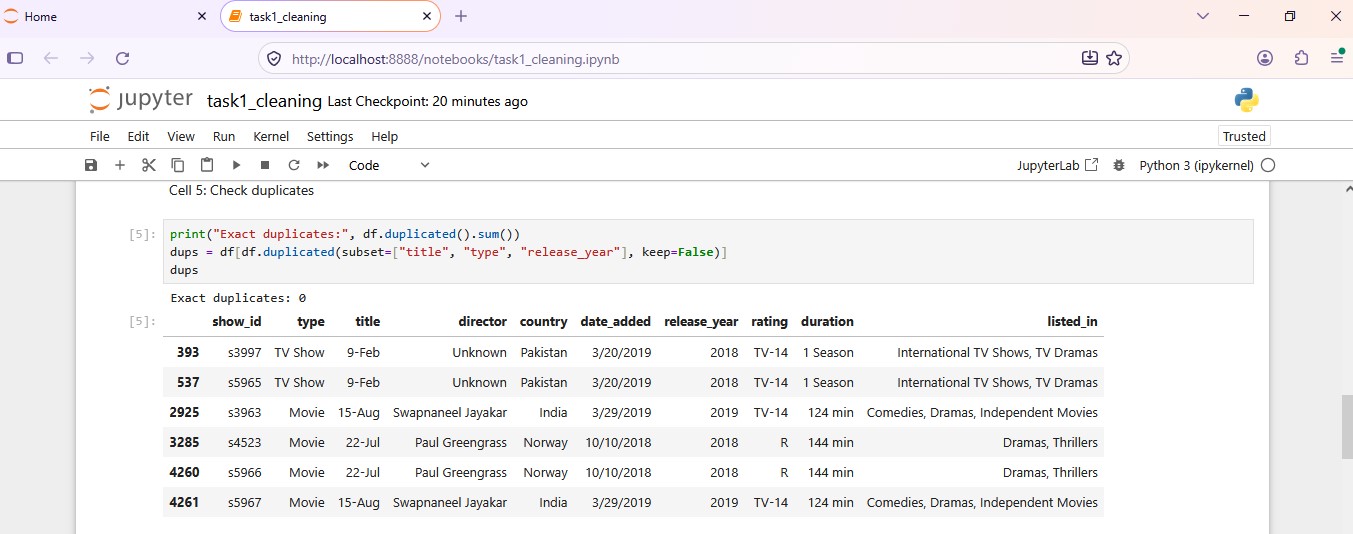 Home
task1_cleaning
http://localhost:8888/notebooks/task1_cleaning.ipynb
jupyter task1_cleaning Last Checkpoint: 20 minutes ago
File Edit View Run Kernel Settings Help Trusted
Code JupyterLab Python 3 (ipykernel)
Cell 5: Check duplicates
[5]: print("Exact duplicates:", df.duplicated().sum())
dups = df[df.duplicated(subset=["title", "type", "release_year"], keep=False)]
dups
Exact duplicates: 0
[5]: show_id type title director country date_added release_year rating duration listed_in
393 s3997 TV Show 9-Feb Unknown Pakistan 3/20/2019 2018 TV-14 1 Season International TV Shows, TV Dramas
537 s5965 TV Show 9-Feb Unknown Pakistan 3/20/2019 2018 TV-14 1 Season International TV Shows, TV Dramas
2925 s3963 Movie 15-Aug Swapnaneel Jayakar India 3/29/2019 2019 TV-14 124 min Comedies, Dramas, Independent Movies
3285 s4523 Movie 22-Jul Paul Greengrass Norway 10/10/2018 2018 R 144 min Dramas, Thrillers
4260 s5966 Movie 22-Jul Paul Greengrass Norway 10/10/2018 2018 R 144 min Dramas, Thrillers
4261 s5967 Movie 15-Aug Swapnaneel Jayakar India 3/29/2019 2019 TV-14 124 min Comedies, Dramas, Independent Movies